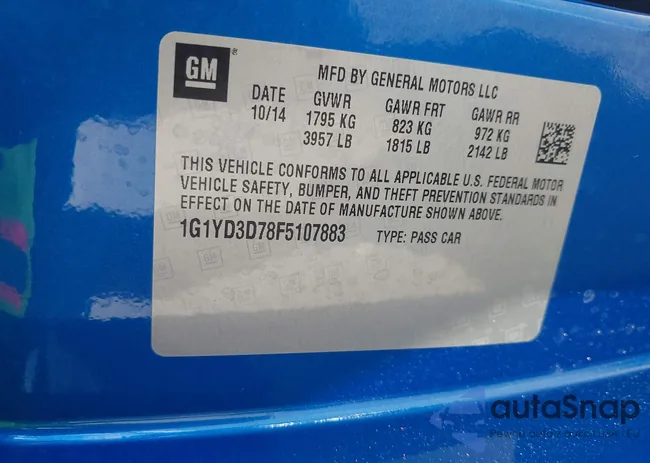 GM
MFD BY GENERAL MOTORS LLC
DATE GVWR GAWR FRT GAWR RR
10/14 1795 KG 823 KG 972 KG
3957 LB 1815 LB 2142 LB
THIS VEHICLE CONFORMS TO ALL APPLICABLE U.S. FEDERAL MOTOR
VEHICLE SAFETY, BUMPER, AND THEFT PREVENTION STANDARDS IN
EFFECT ON THE DATE OF MANUFACTURE SHOWN ABOVE.
1G1YD3D78F5107883 TYPE: PASS CAR
autaSnap